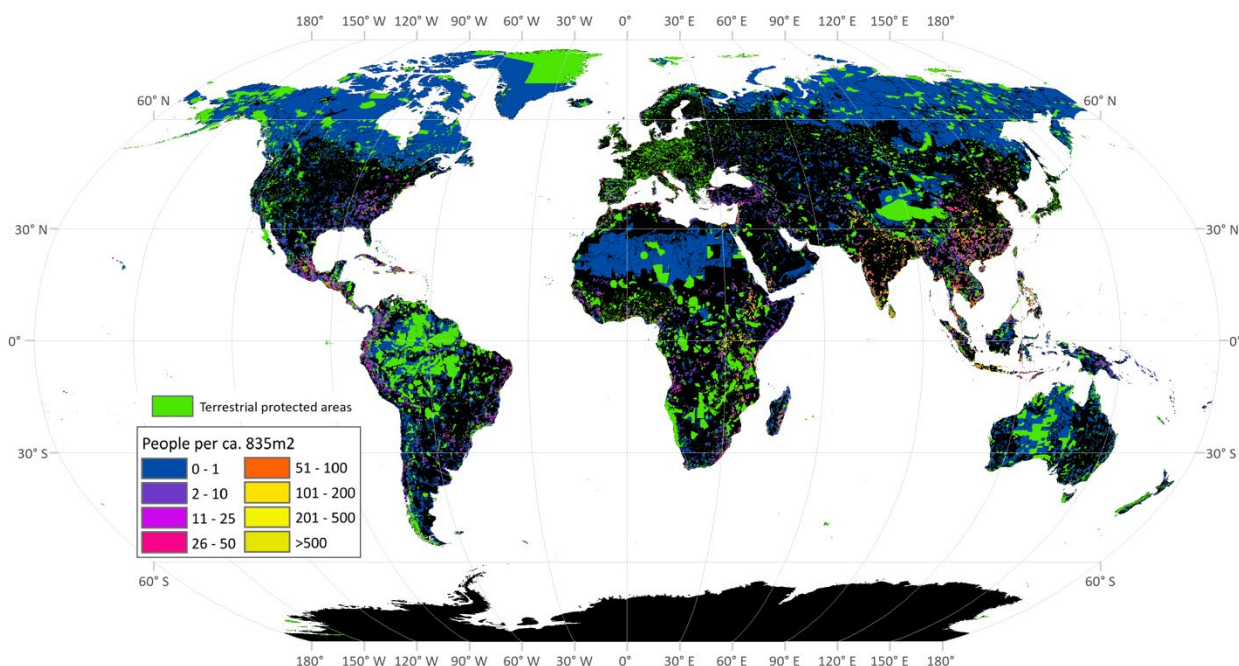 180° 150° W 120° W 90° W 60° W 30° W 0° 30° E 60° E 90° E 120° E 150° E 180°
60° N 60° N
30° N 30° N
0° 0°
Terrestrial protected areas
People per ca. 835m2
0 - 1 51 - 100
2 - 10 101 - 200
11 - 25 201 - 500
26 - 50 >500
30° S 30° S
60° S 60° S
180° 150° W 120° W 90° W 60° W 30° W 0° 30° E 60° E 90° E 120° E 150° E 180°